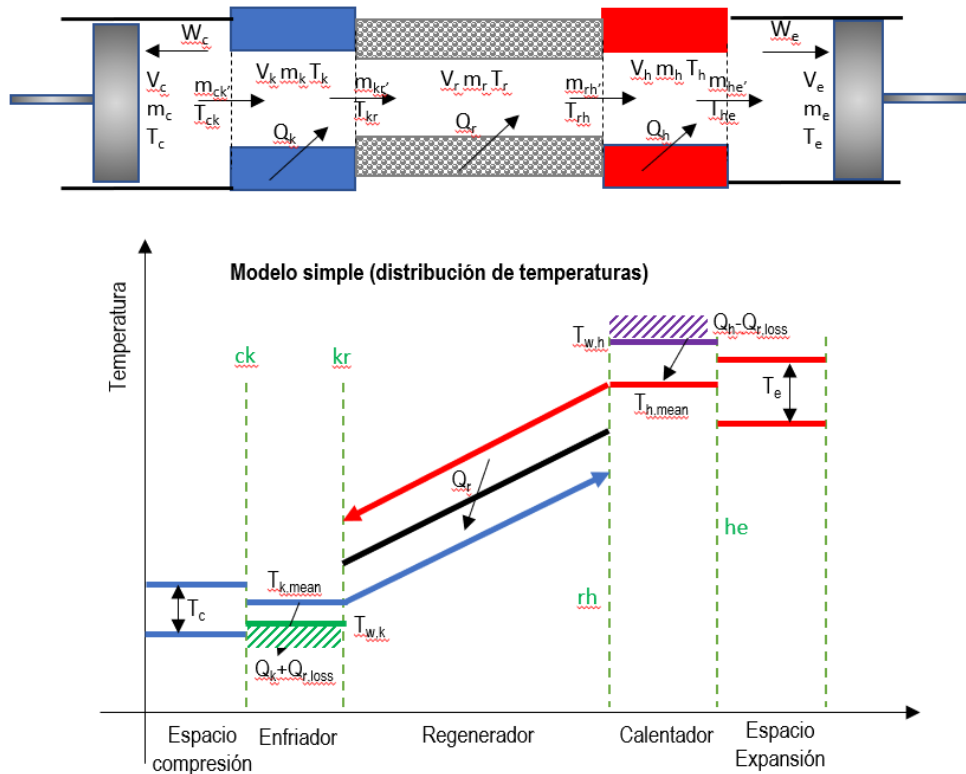 W_c
W_e
V_c
m_c
T_c
m_ck'
T_ck
V_k m_k T_k
Q_k
m_kr'
T_kr
V_r m_r T_r
Q_r
m_rh'
T_rh
V_h m_h T_h
Q_h
m_he'
T_he
V_e
m_e
T_e
Modelo simple (distribución de temperaturas)
Temperatura
ck
kr
T_w,h
Q_h-Q_r,loss
T_h.mean
T_e
Q_r
he
rh
T_k.mean
T_c
T_w,k
Q_k+Q_r,loss
Espacio
compresión
Enfriador
Regenerador
Calentador
Espacio
Expansión